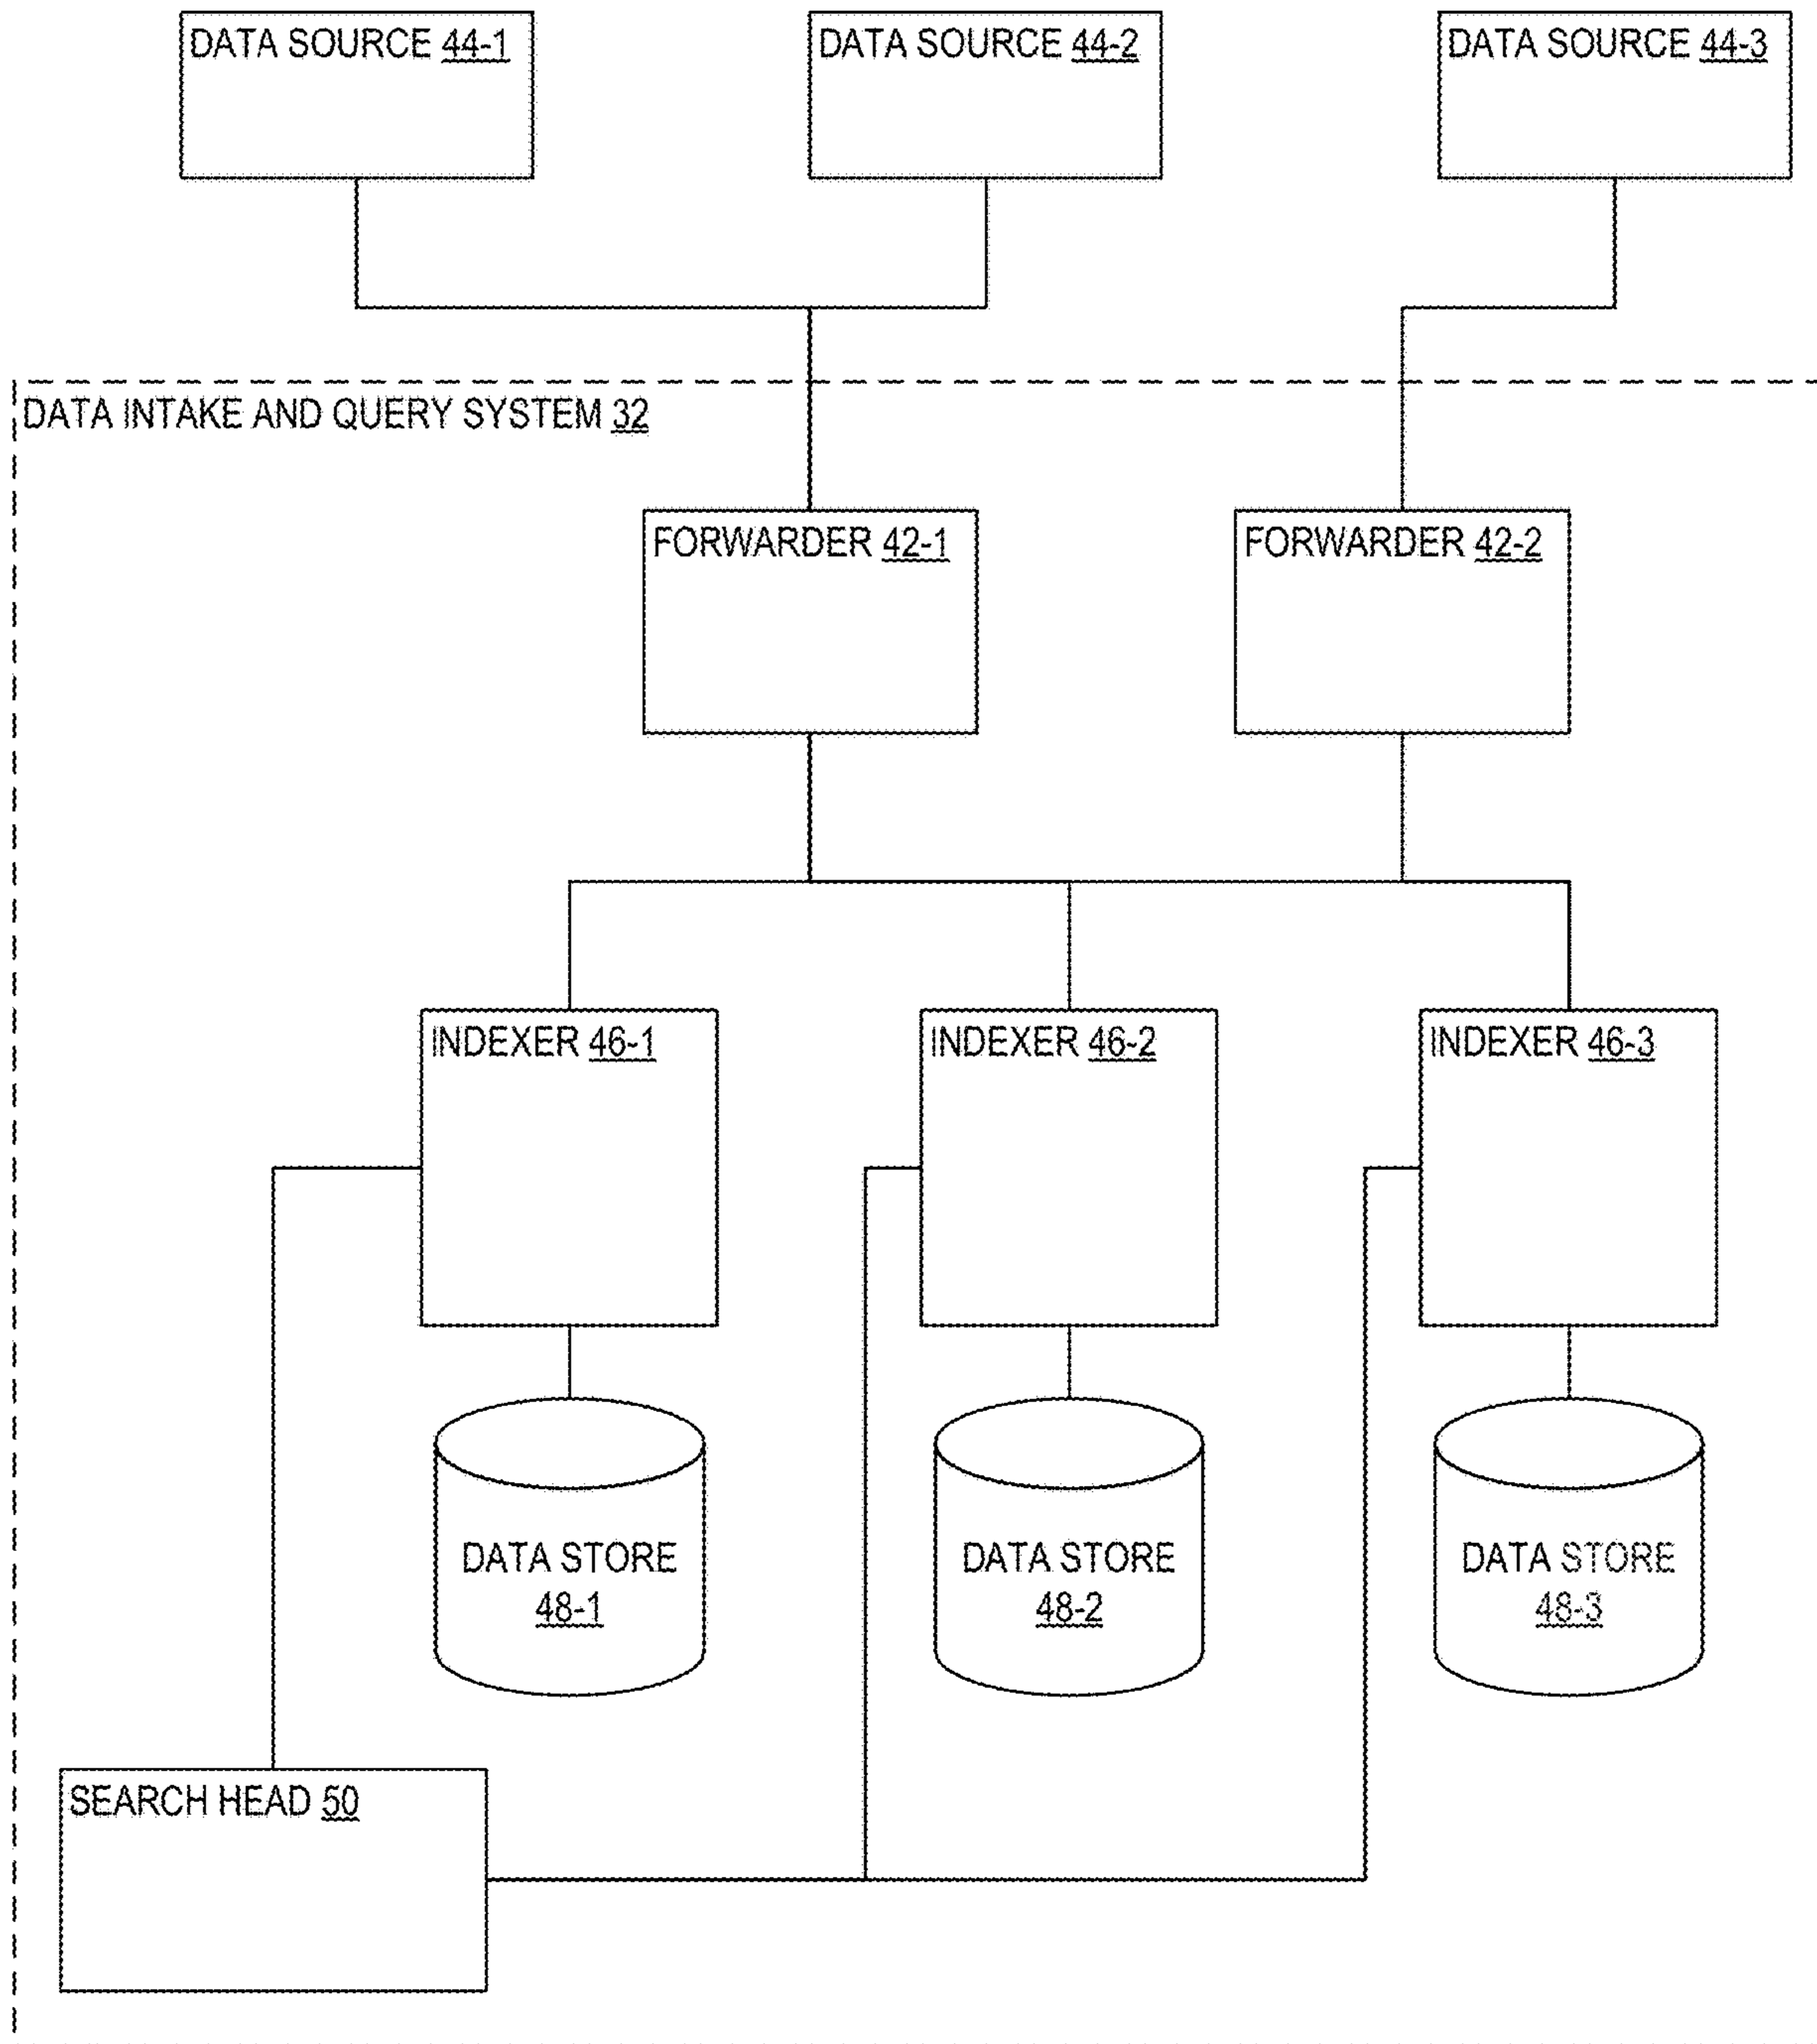 DATA SOURCE 44-1
DATA SOURCE 44-2
DATA SOURCE 44-3
DATA INTAKE AND QUERY SYSTEM 32
FORWARDER 42-1
FORWARDER 42-2
INDEXER 46-1
INDEXER 46-2
INDEXER 46-3
DATA STORE
48-1
DATA STORE
48-2
DATA STORE
48-3
SEARCH HEAD 50